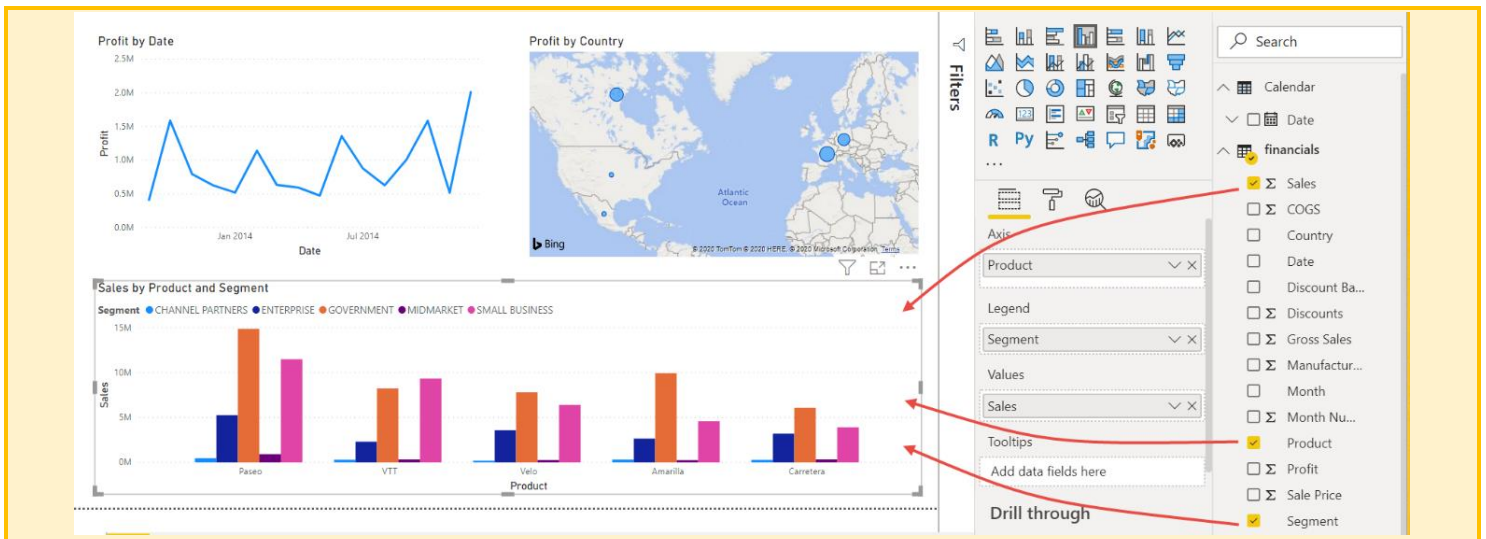 Profit by Date
2.5M
2.0M
1.5M
1.0M
0.5M
0.0M
Profit
Jan 2014
Jul 2014
Date
Profit by Country
Atlantic
Ocean
Bing
© 2020 TomTom © 2020 HERE, © 2020 Microsoft Corporation Terms
Sales by Product and Segment
Segment CHANNEL PARTNERS ENTERPRISE GOVERNMENT MIDMARKET SMALL BUSINESS
15M
10M
5M
0M
Sales
Paseo
VTT
Velo
Amarilla
Carretera
Product
Filters
123
R Py
...
Axis
Product
Legend
Segment
Values
Sales
Tooltips
Add data fields here
Drill through
Search
Calendar
Date
financials
Σ Sales
Σ COGS
Country
Date
Discount Ba...
Σ Discounts
Σ Gross Sales
Σ Manufactur...
Month
Σ Month Nu...
Product
Σ Profit
Σ Sale Price
Segment